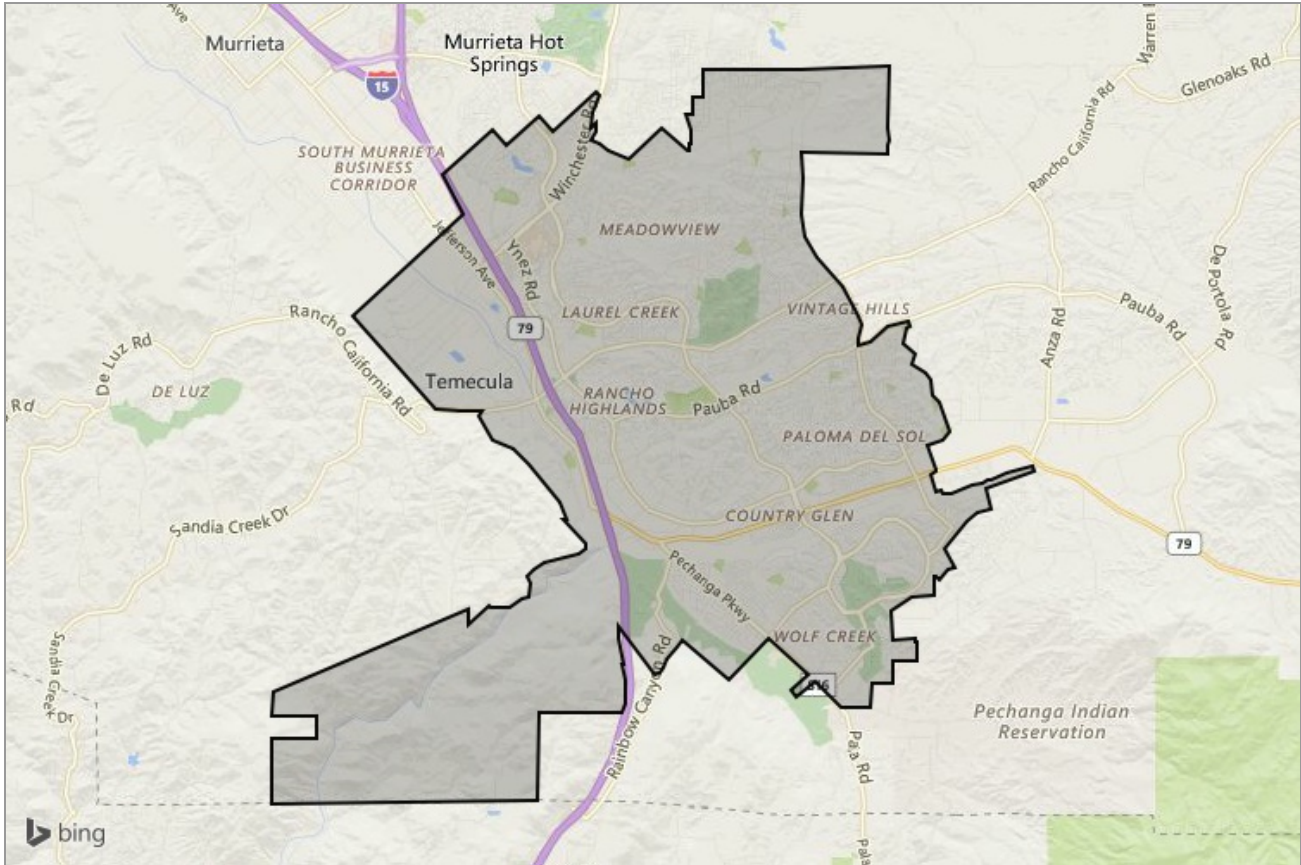 Ave
Murrieta
Murrieta Hot
Springs
Warren
Glenoaks Rd
15
Rancho California Rd
Winchester Rd
SOUTH MURRIETA
BUSINESS
CORRIDOR
MEADOWVIEW
Jefferson Ave
Ynez Rd
De Portola Rd
Rancho California Rd
LAUREL CREEK
VINTAGE HILLS
Pauba Rd
79
Anza Rd
De Luz Rd
Temecula
DE LUZ
RANCHO
HIGHLANDS
Pauba Rd
Rd
PALOMA DEL SOL
Sandia Creek Dr
COUNTRY GLEN
79
Pechanga Pkwy
WOLF CREEK
Sandia Creek Dr
Rainbow Canyon Rd
Pechanga Indian
Reservation
Pala Rd
bing
Pala